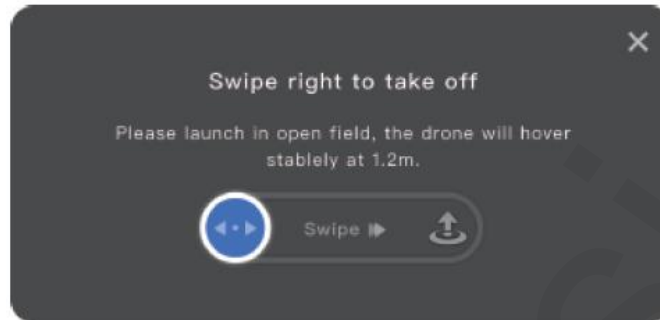 Swipe right to take off
Please launch in open field, the drone will hover
stablely at 1.2m.
Swipe